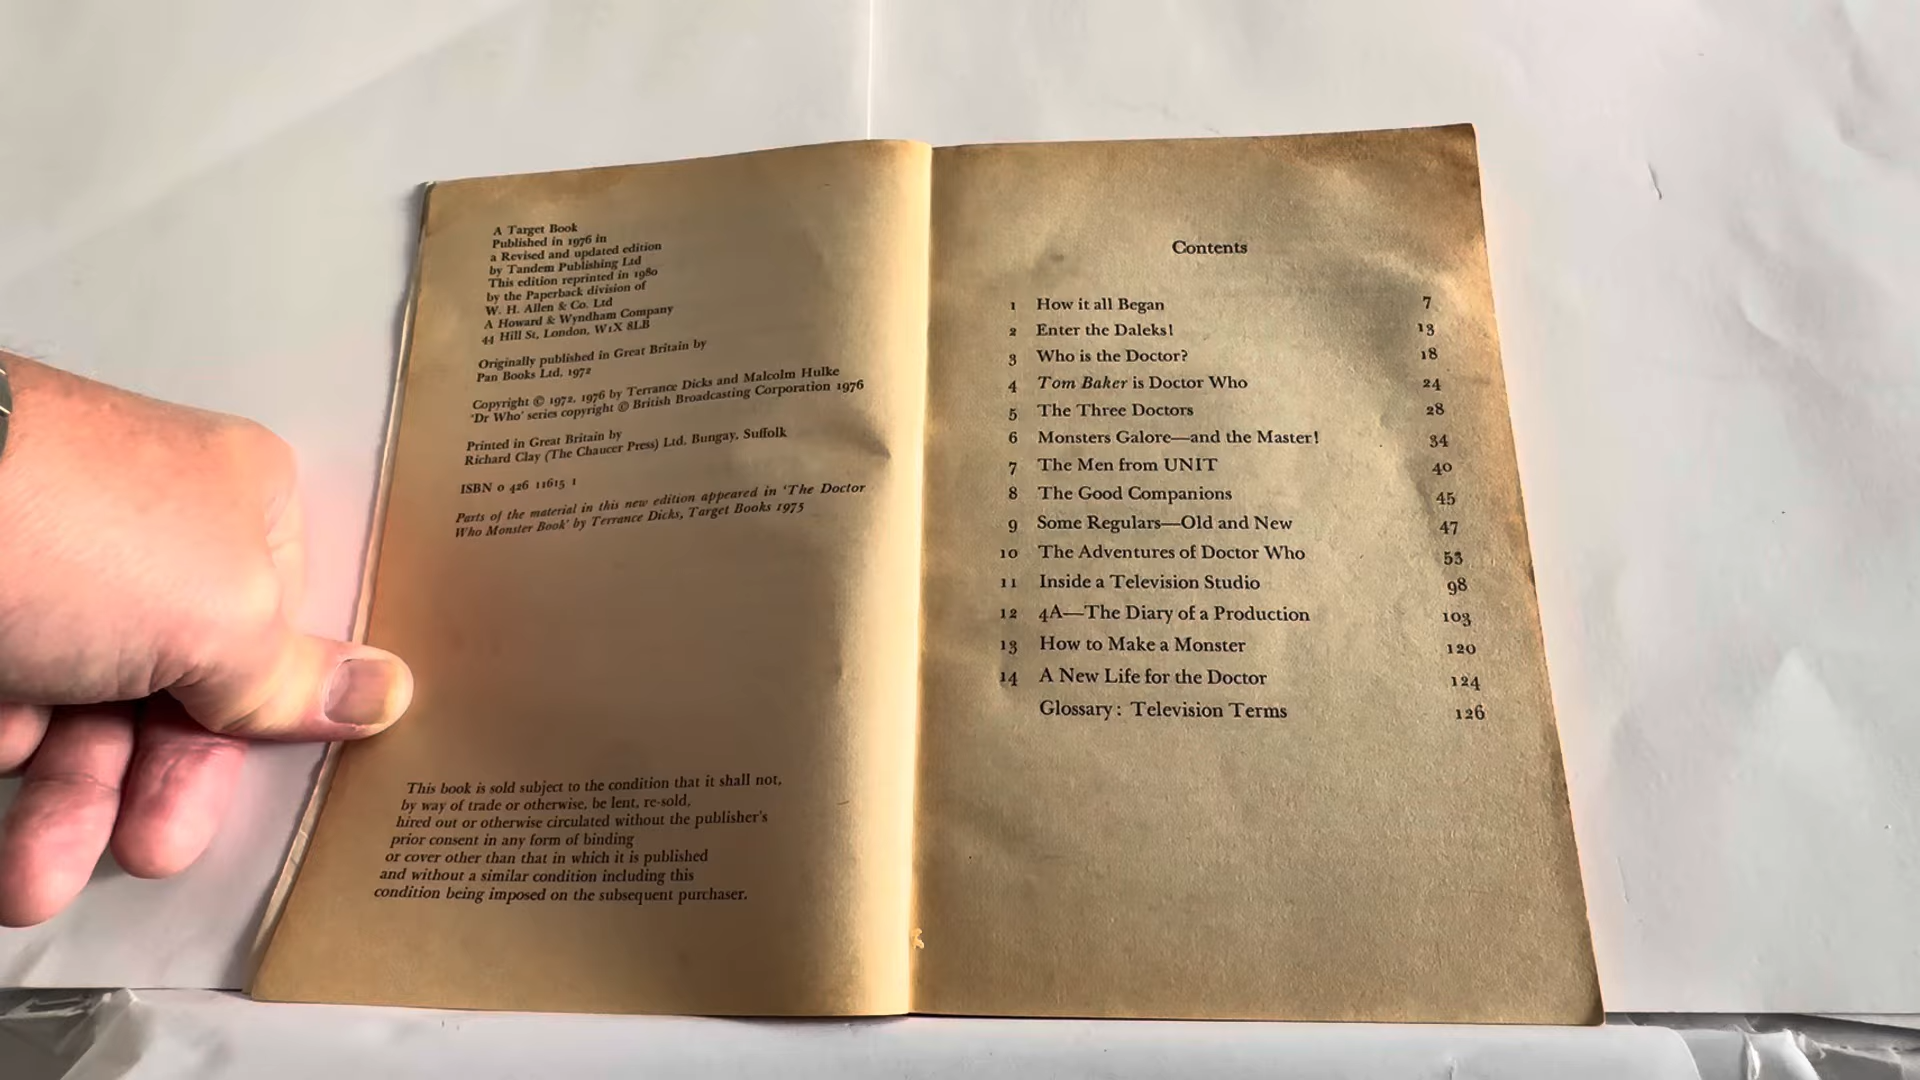 A Target Book
Published in 1976 in
a Revised and updated edition
by Tandem Publishing Ltd
This edition reprinted in 1980
by the Paperback division of
W. H. Allen & Co. Ltd
A Howard & Wyndham Company
44 Hill St, London, W1X 8LB
Originally published in Great Britain by
Pan Books Ltd, 1972
Copyright © 1972, 1976 by Terrance Dicks and Malcolm Hulke
'Dr Who' series copyright © British Broadcasting Corporation 1976
Printed in Great Britain by
Richard Clay (The Chaucer Press) Ltd, Bungay, Suffolk
ISBN 0 426 11615 1
Parts of the material in this new edition appeared in 'The Doctor
Who Monster Book' by Terrance Dicks, Target Books 1975
This book is sold subject to the condition that it shall not,
by way of trade or otherwise, be lent, re-sold,
hired out or otherwise circulated without the publisher's
prior consent in any form of binding
or cover other than that in which it is published
and without a similar condition including this
condition being imposed on the subsequent purchaser.
Contents
1 How it all Began 7
2 Enter the Daleks! 13
3 Who is the Doctor? 18
4 Tom Baker is Doctor Who 24
5 The Three Doctors 28
6 Monsters Galore—and the Master! 34
7 The Men from UNIT 40
8 The Good Companions 45
9 Some Regulars—Old and New 47
10 The Adventures of Doctor Who 53
11 Inside a Television Studio 98
12 4A—The Diary of a Production 103
13 How to Make a Monster 120
14 A New Life for the Doctor 124
Glossary: Television Terms 126